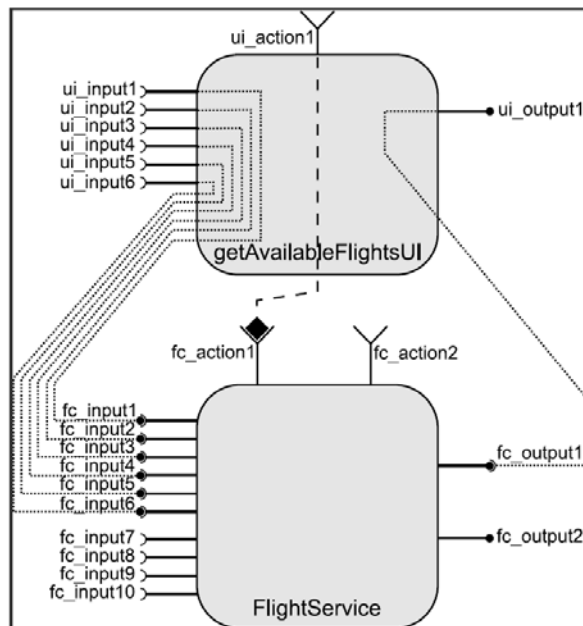 ui_action1
ui_input1
ui_input2
ui_input3
ui_input4
ui_input5
ui_input6
ui_output1
getAvailableFlightsUI
fc_action1
fc_action2
fc_input1
fc_input2
fc_input3
fc_input4
fc_input5
fc_input6
fc_output1
fc_input7
fc_output2
fc_input8
fc_input9
fc_input10
FlightService